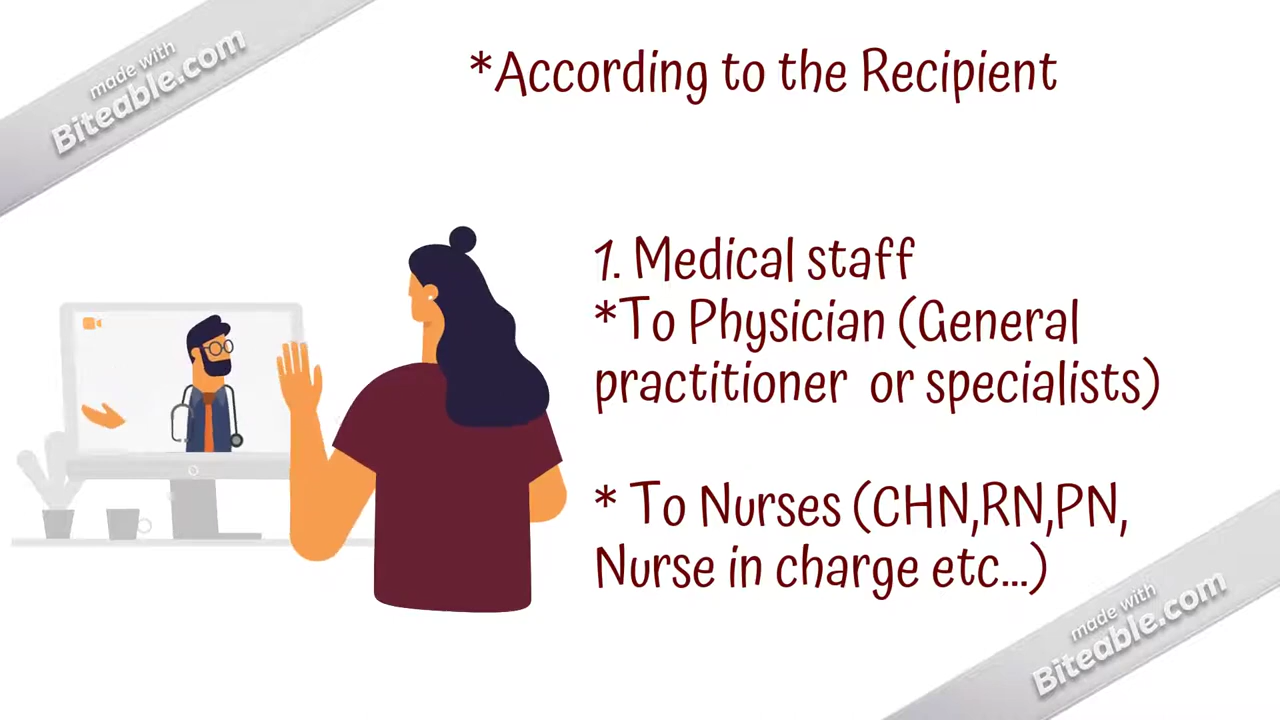 made with
Biteable.com
*According to the Recipient
1. Medical staff
*To Physician (General
practitioner or specialists)
* To Nurses (CHN,RN,PN,
Nurse in charge etc...)
made with
Biteable.com